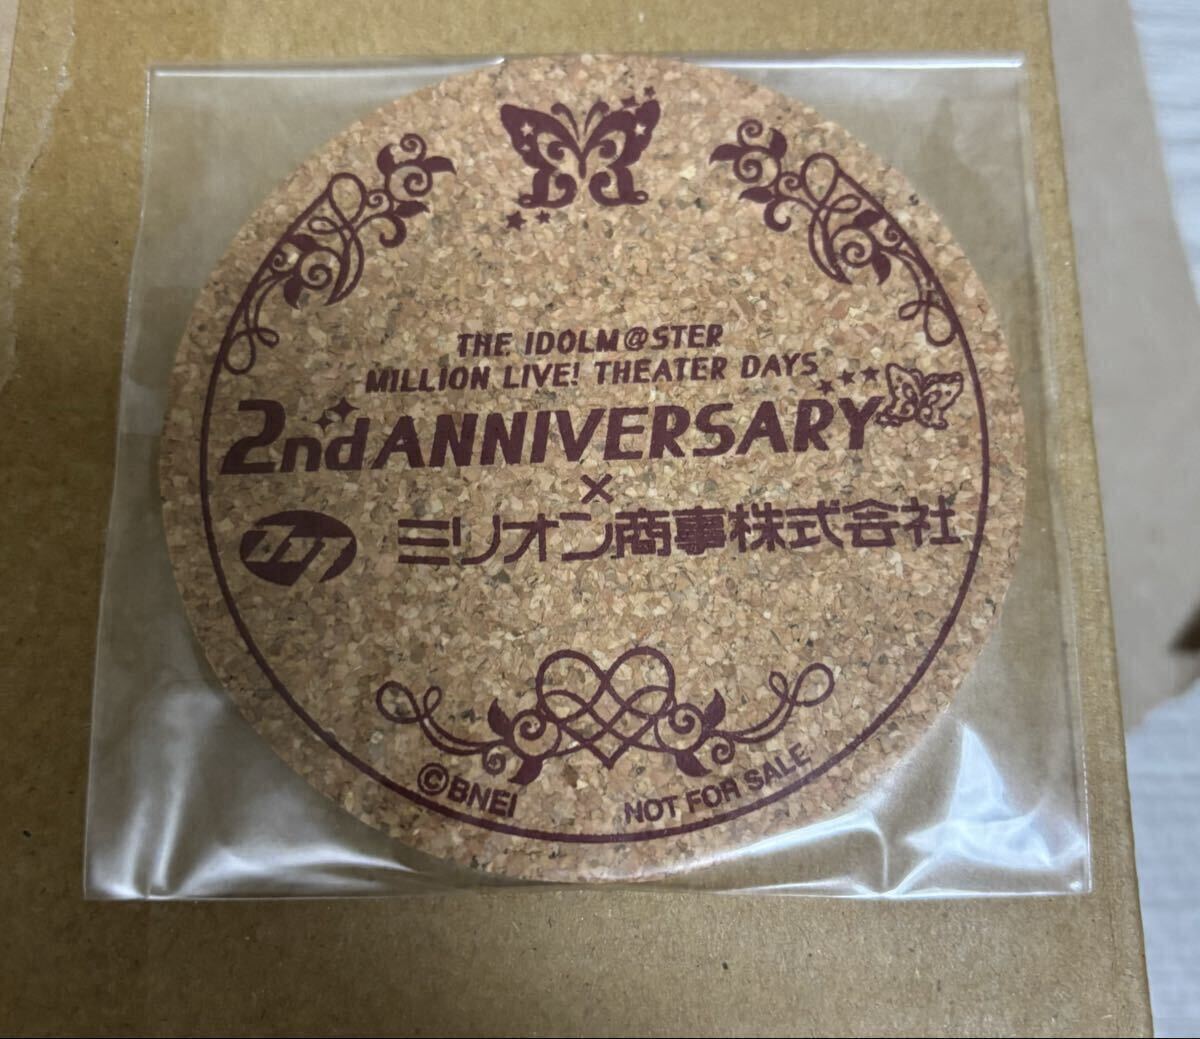 THE IDOLM@STER
MILLION LIVE! THEATER DAYS
2nd ANNIVERSARY
×
ミリオン商事株式会社
©BNEI
NOT FOR SALE